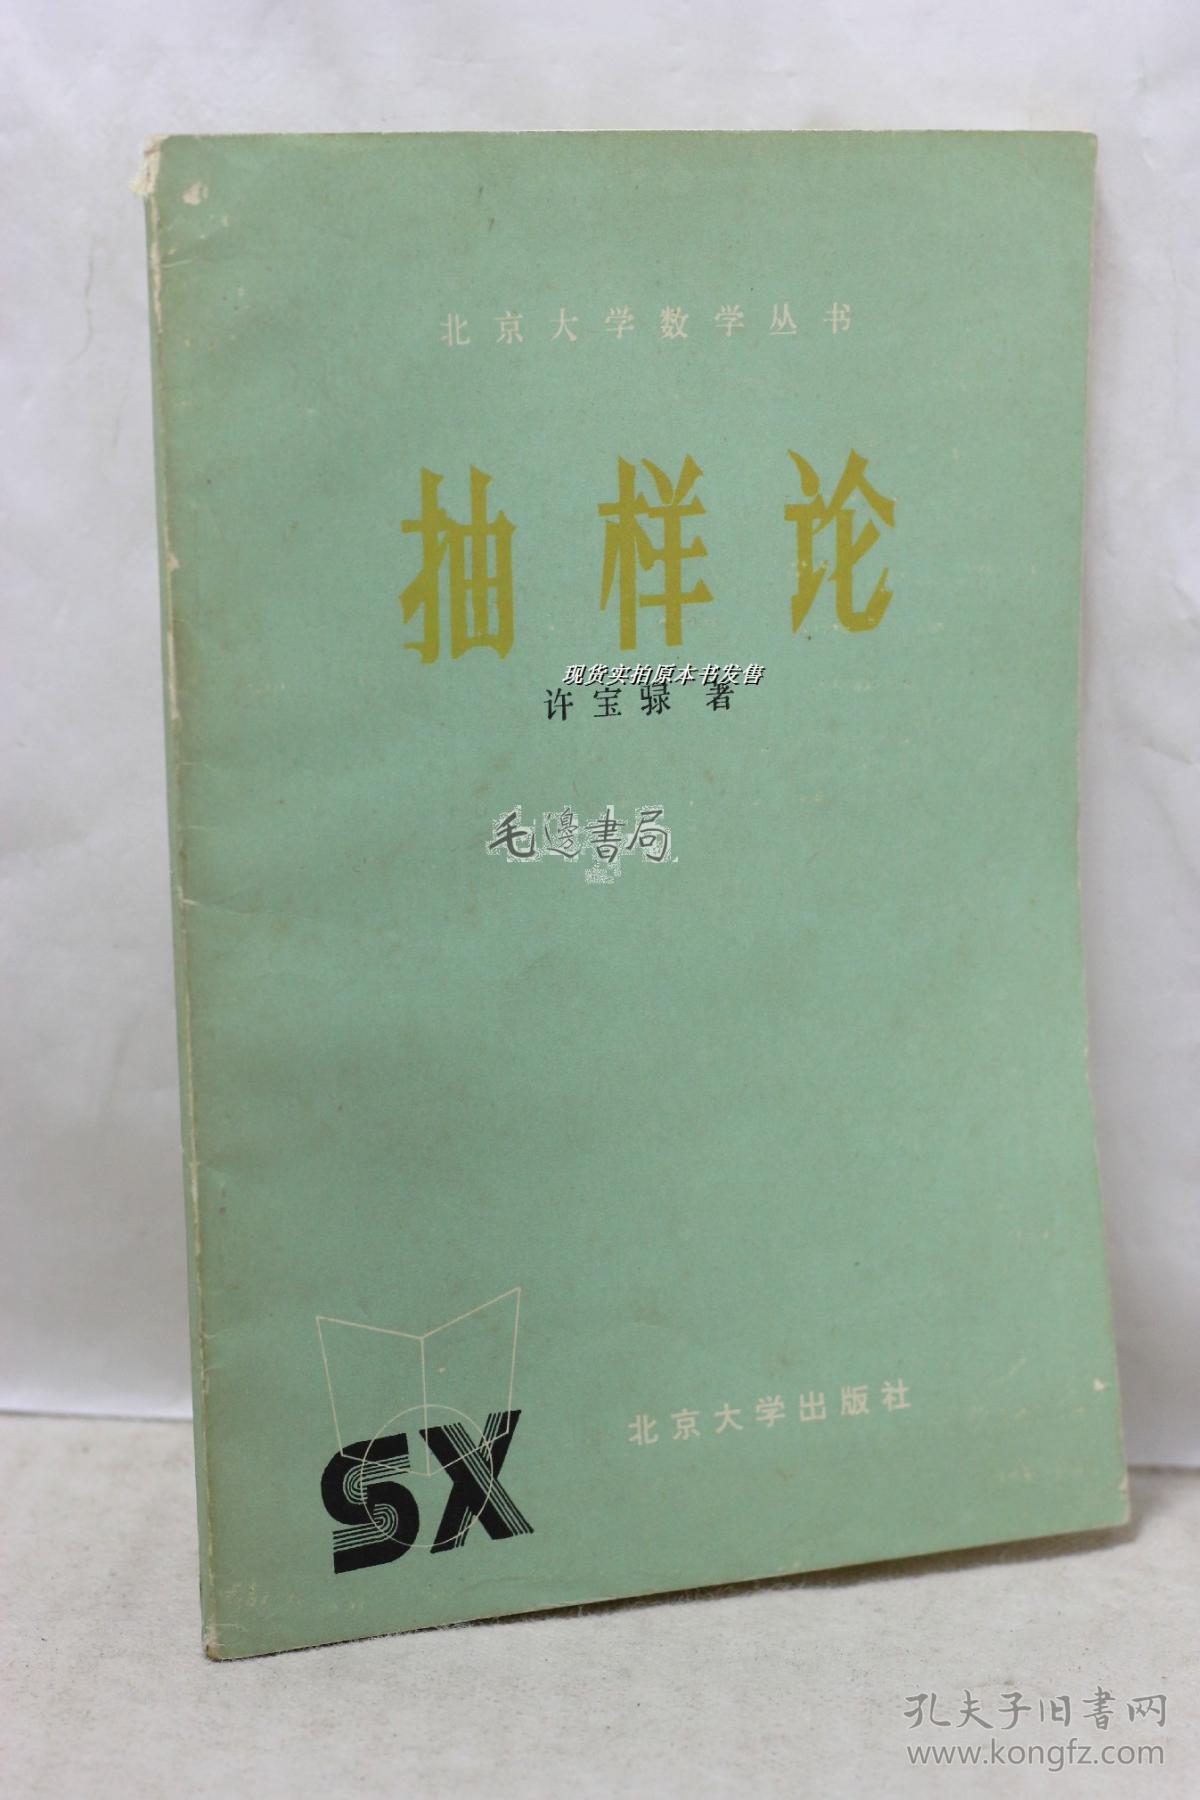 北京大学数学丛书
抽样论
现货实拍原本书发售
许宝騄 著
毛邊書局
SX
北京大学出版社
孔夫子旧書网
www.kongfz.com